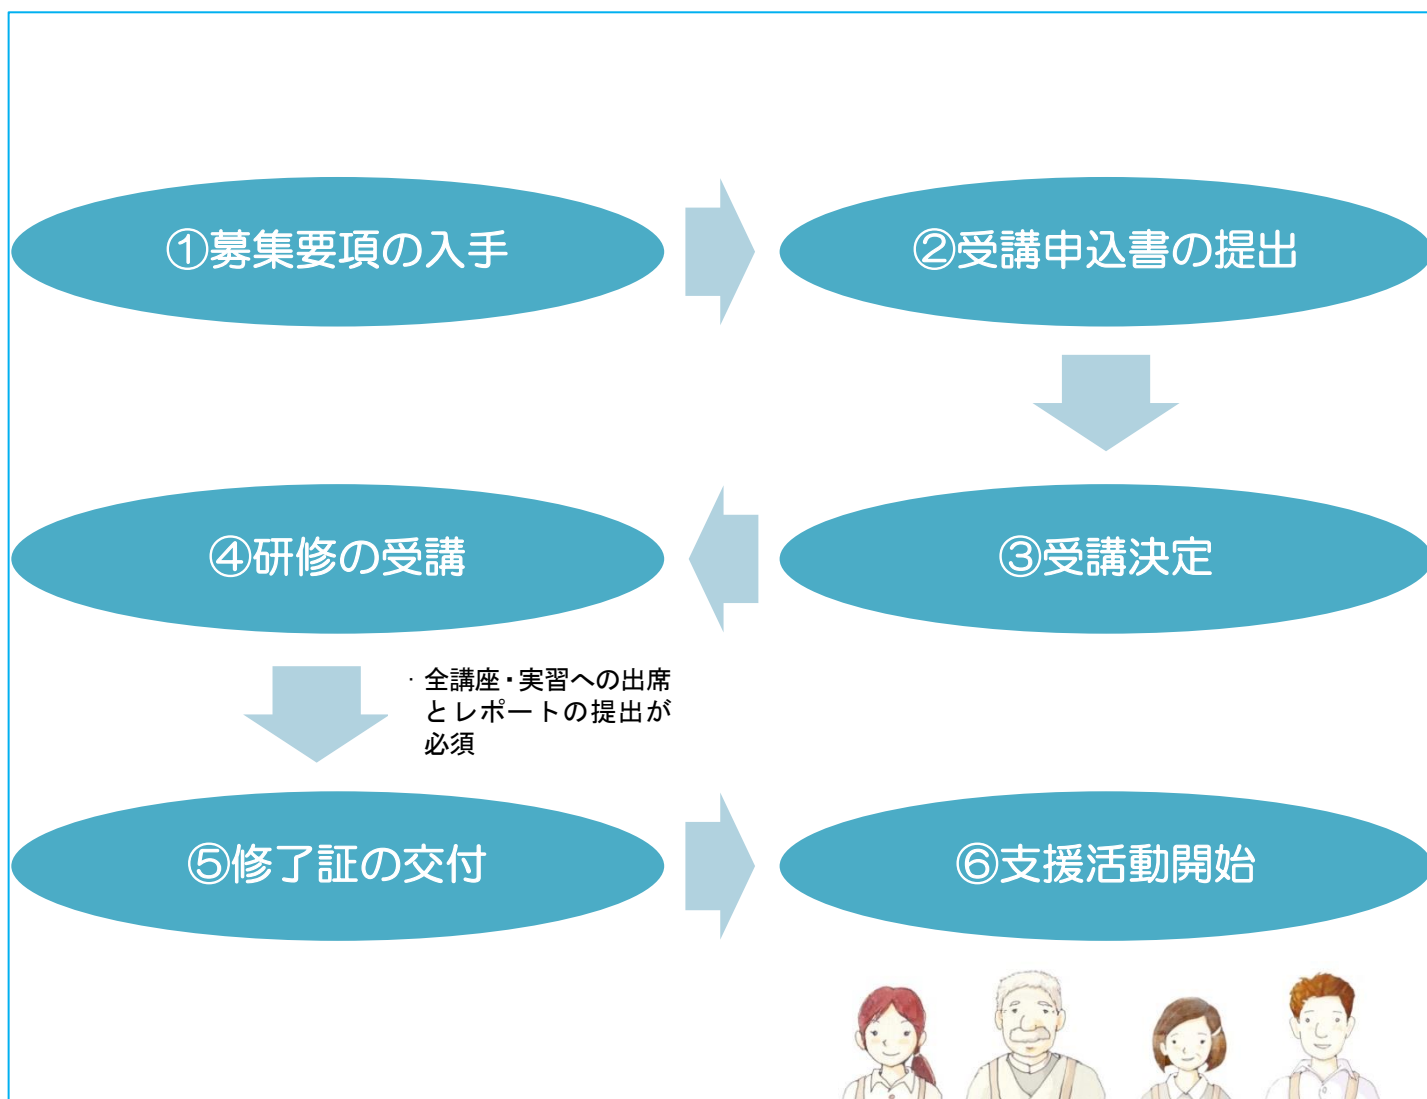 ①募集要項の入手
②受講申込書の提出
③受講決定
④研修の受講
・全講座・実習への出席
とレポートの提出が
必須
⑤修了証の交付
⑥支援活動開始